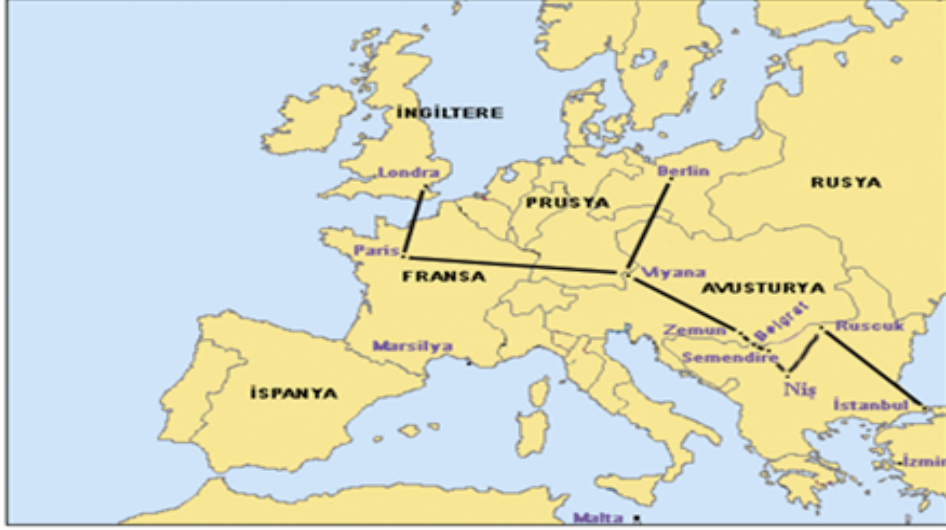 İNGİLTERE
Londra
Berlin
RUSYA
PRUSYA
Paris
FRANSA
Viyana
AVUSTURYA
Zemun
Belgrat
Ruscuk
Marsilya
Semendire
Niş
İSPANYA
İstanbul
İzmir
Malta